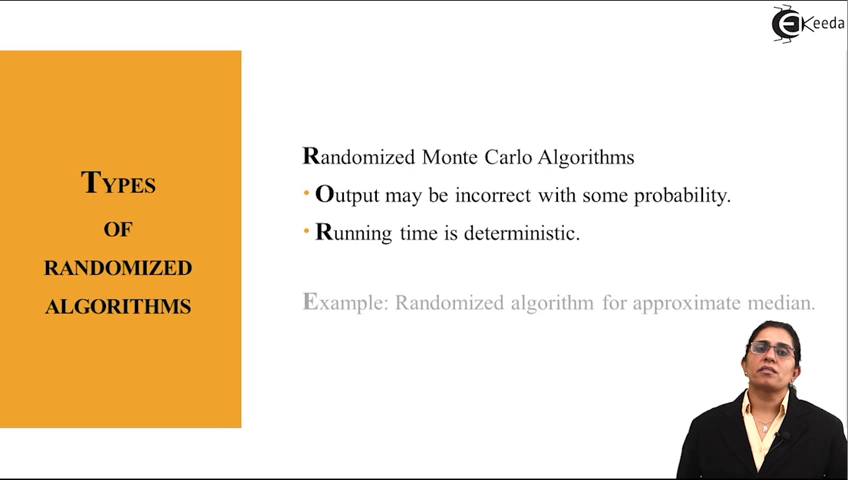 Keeda
TYPES
OF
RANDOMIZED
ALGORITHMS
Randomized Monte Carlo Algorithms
• Output may be incorrect with some probability.
• Running time is deterministic.
Example: Randomized algorithm for approximate median.